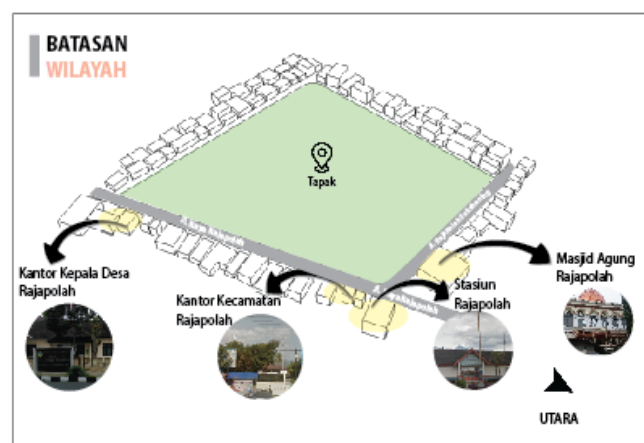 BATASAN
WILAYAH
Tapak
Kantor Kepala Desa
Rajapolah
Kantor Kecamatan
Rajapolah
Stasiun
Rajapolah
Masjid Agung
Rajapolah
UTARA